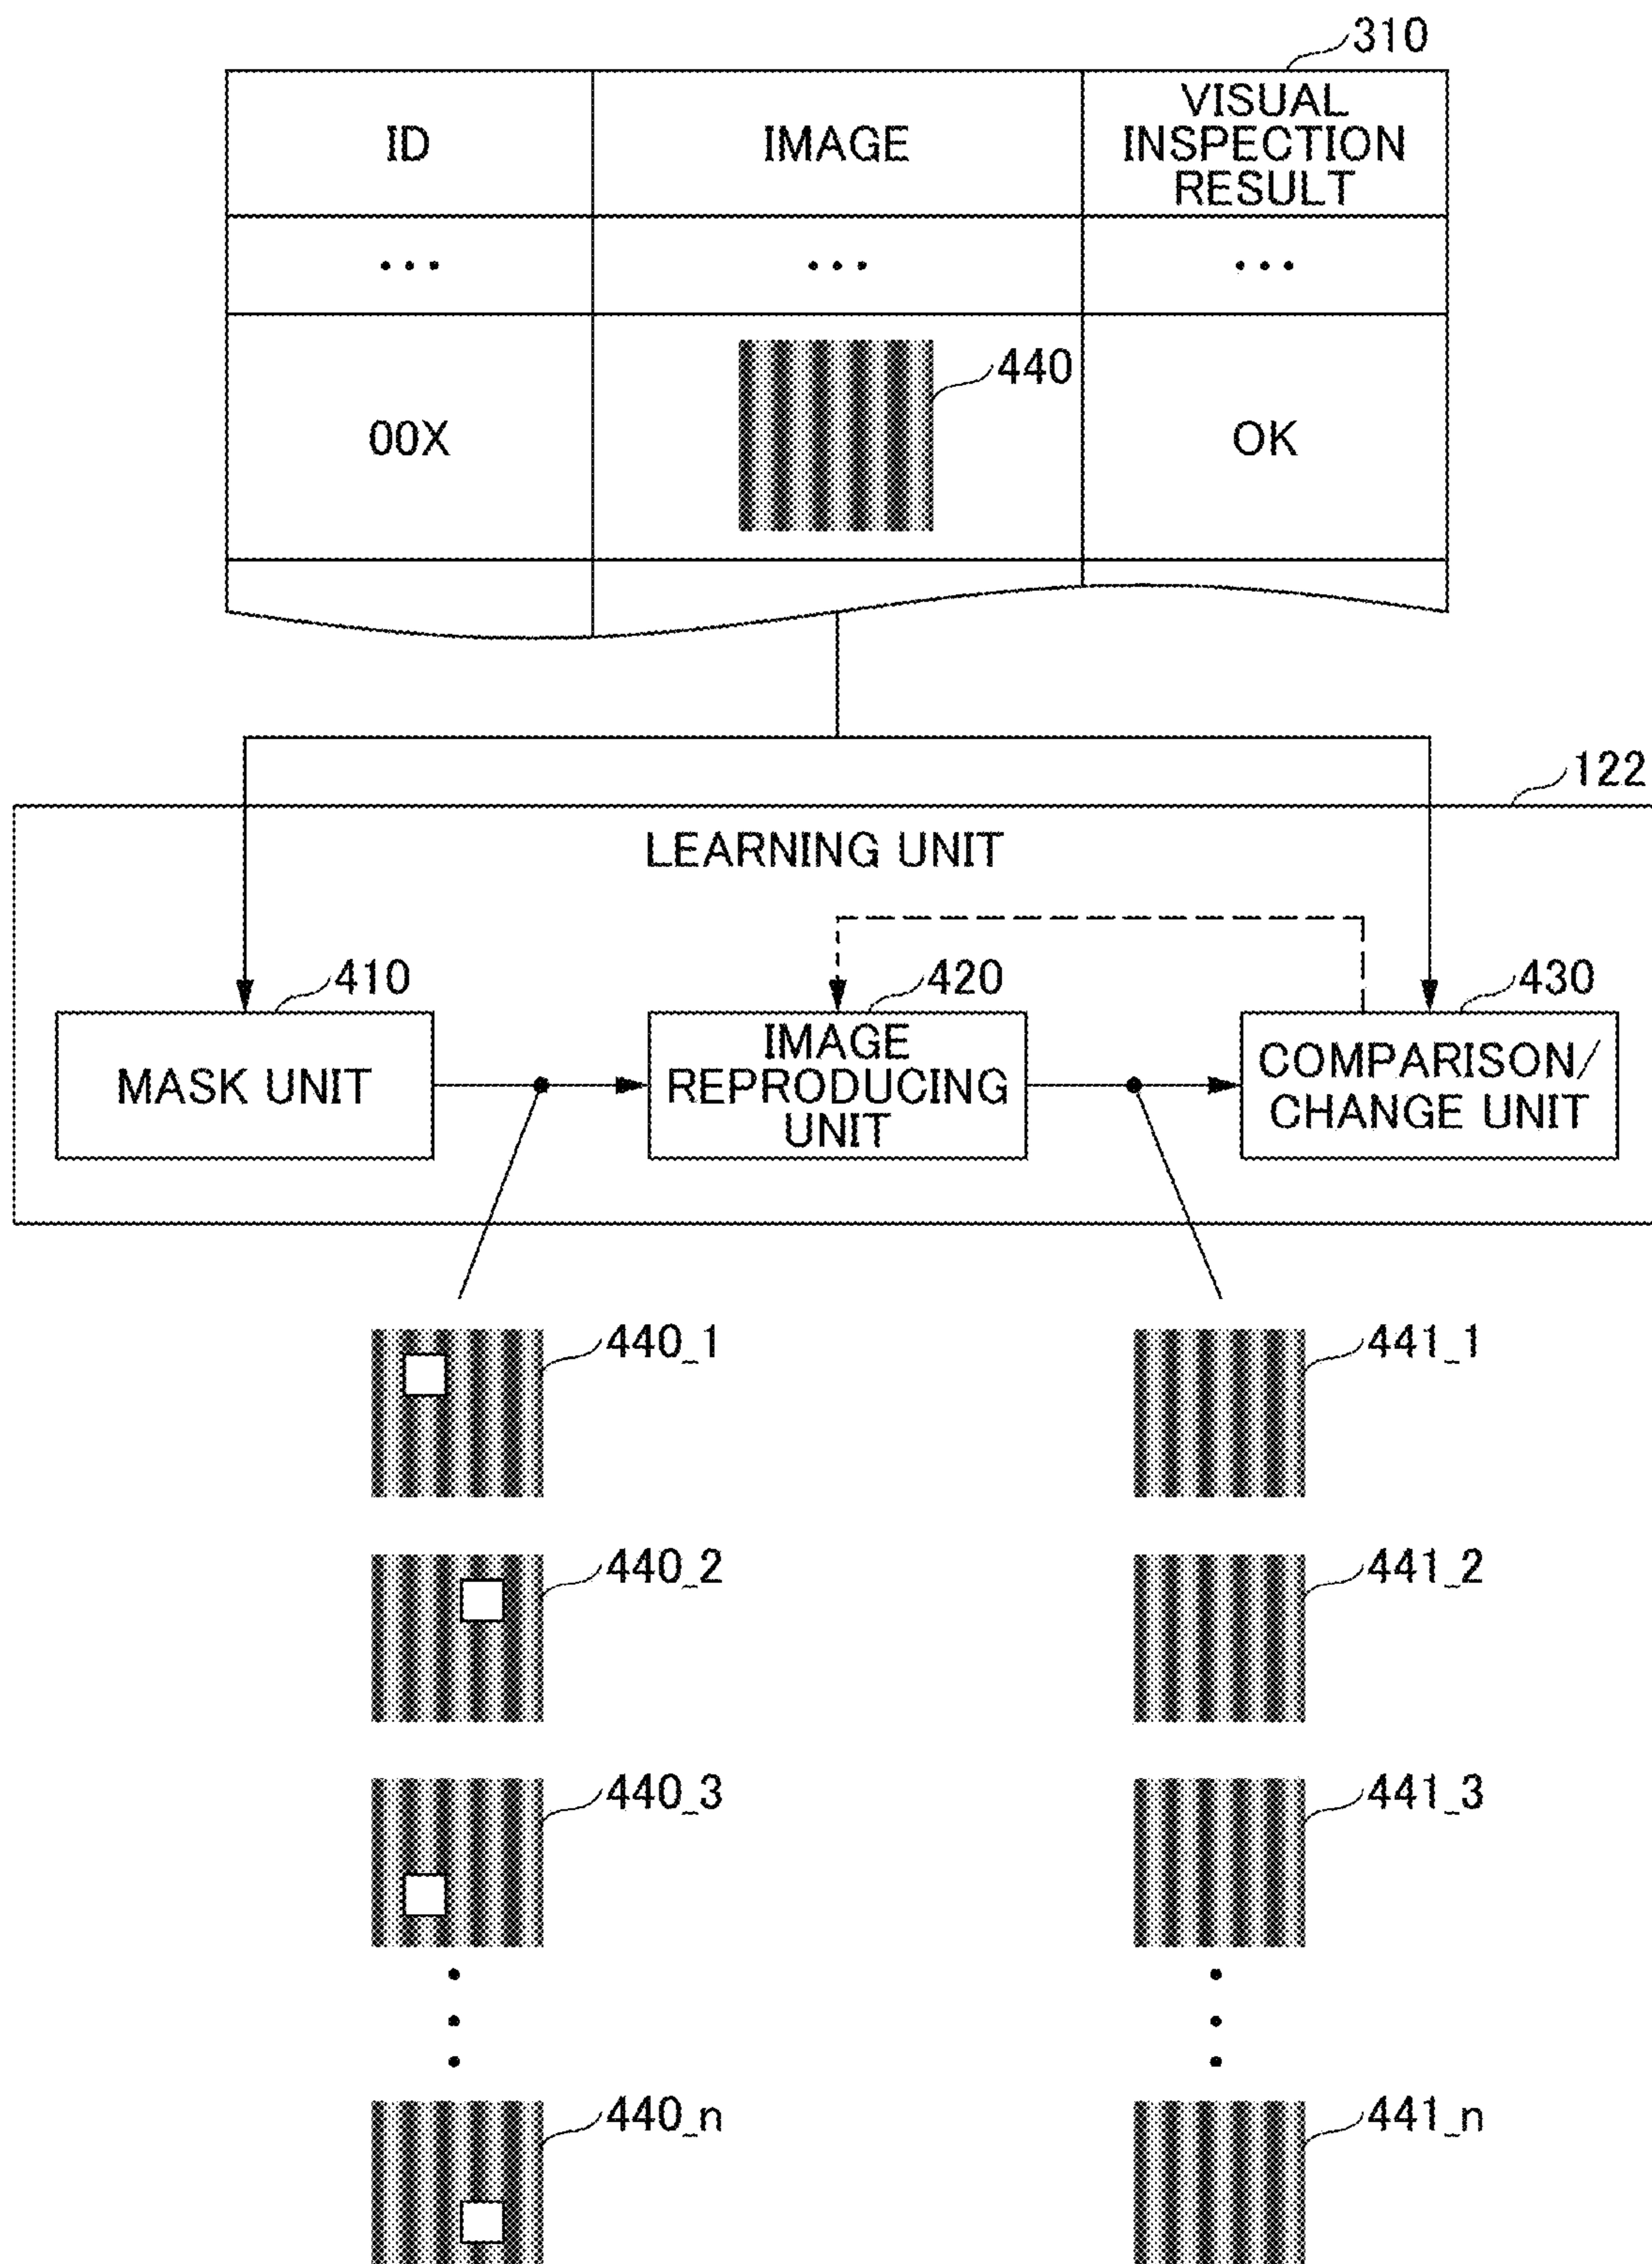 310
ID
IMAGE
VISUAL
INSPECTION
RESULT
...
...
...
00X
440
OK
122
LEARNING UNIT
410
420
430
MASK UNIT
IMAGE
REPRODUCING
UNIT
COMPARISON/
CHANGE UNIT
440_1
441_1
440_2
441_2
440_3
441_3
440_n
441_n